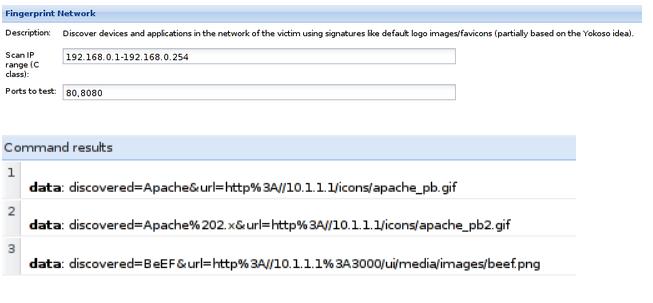 Fingerprint Network
Description: Discover devices and applications in the network of the victim using signatures like default logo images/favicons (partially based on the Yokoso idea).
Scan IP range (C class): 192.168.0.1-192.168.0.254
Ports to test: 80,8080
Command results
1
data: discovered=Apache&url=http%3A//10.1.1.1/icons/apache_pb.gif
2
data: discovered=Apache%202.x&url=http%3A//10.1.1.1/icons/apache_pb2.gif
3
data: discovered=BeEF&url=http%3A//10.1.1.1%3A3000/ui/media/images/beef.png